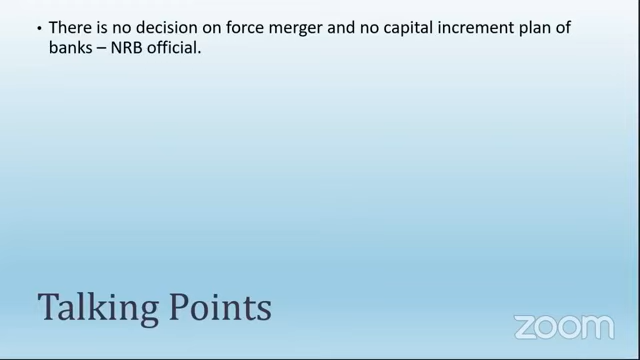 • There is no decision on force merger and no capital increment plan of
banks – NRB official.
Talking Points
zoom